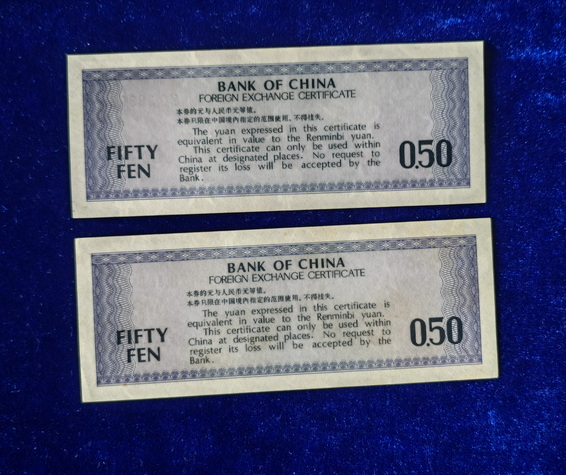 BANK OF CHINA
FOREIGN EXCHANGE CERTIFICATE
本券的元与人民币元等值。
本券只限在中国境内指定的范围使用，不得挂失。
The yuan expressed in this certificate is
equivalent in value to the Renminbi yuan.
This certificate can only be used within
China at designated places. No request to
register its loss will be accepted by the
Bank.
FIFTY
FEN
0.50
BANK OF CHINA
FOREIGN EXCHANGE CERTIFICATE
本券的元与人民币元等值。
本券只限在中国境内指定的范围使用，不得挂失。
The yuan expressed in this certificate is
equivalent in value to the Renminbi yuan.
This certificate can only be used within
China at designated places. No request to
register its loss will be accepted by the
Bank.
FIFTY
FEN
0.50